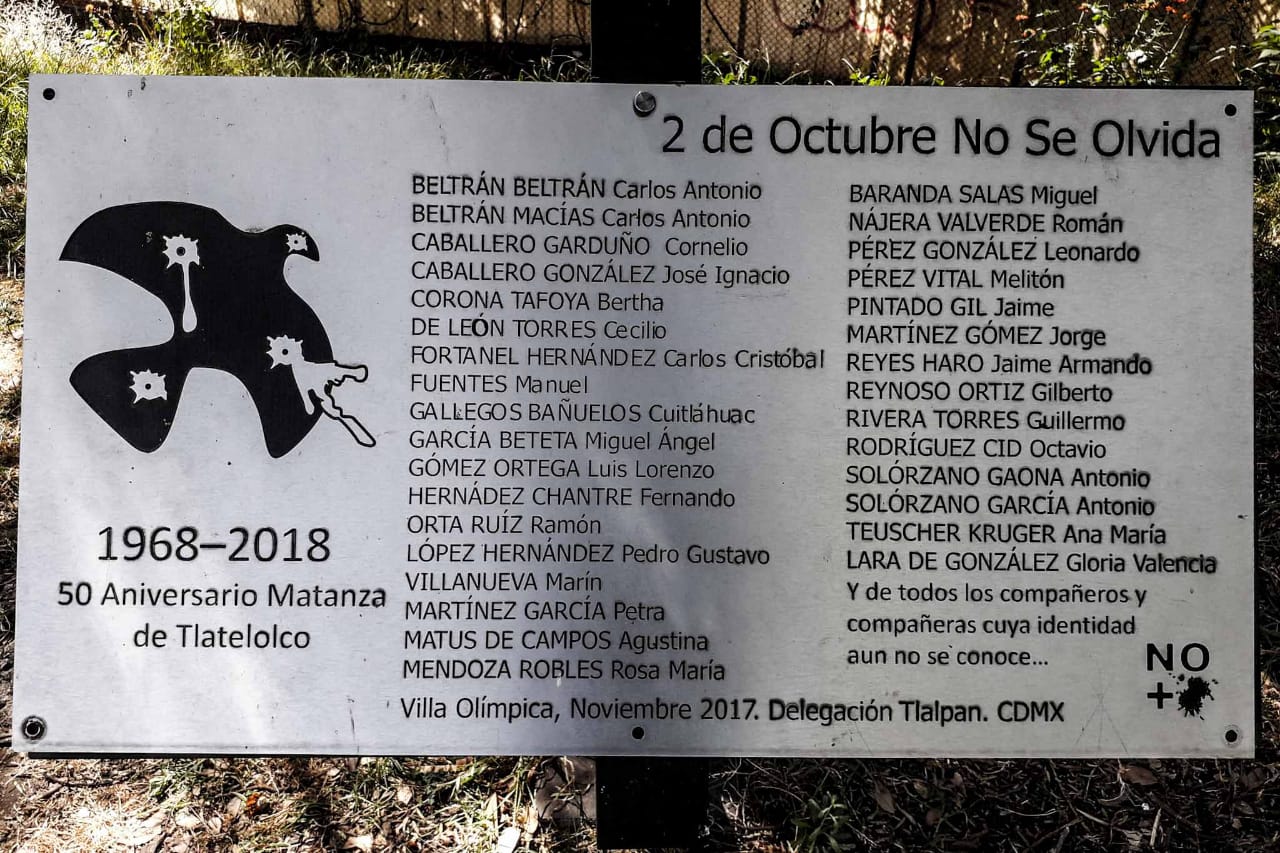 2 de Octubre No Se Olvida
BELTRÁN BELTRÁN Carlos Antonio
BELTRÁN MACÍAS Carlos Antonio
CABALLERO GARDUÑO Cornelio
CABALLERO GONZÁLEZ José Ignacio
CORONA TAFOYA Bertha
DE LEÓN TORRES Cecilio
FORTANEL HERNÁNDEZ Carlos Cristóbal
FUENTES Manuel
GALLEGOS BAÑUELOS Cuitláhuac
GARCÍA BETETA Miguel Ángel
GÓMEZ ORTEGA Luis Lorenzo
HERNÁDEZ CHANTRE Fernando
ORTA RUÍZ Ramón
LÓPEZ HERNÁNDEZ Pedro Gustavo
VILLANUEVA Marín
MARTÍNEZ GARCÍA Petra
MATUS DE CAMPOS Agustina
MENDOZA ROBLES Rosa María
BARANDA SALAS Miguel
NÁJERA VALVERDE Román
PÉREZ GONZÁLEZ Leonardo
PÉREZ VITAL Melitón
PINTADO GIL Jaime
MARTÍNEZ GÓMEZ Jorge
REYES HARO Jaime Armando
REYNOSO ORTIZ Gilberto
RIVERA TORRES Guillermo
RODRÍGUEZ CID Octavio
SOLÓRZANO GAONA Antonio
SOLÓRZANO GARCÍA Antonio
TEUSCHER KRUGER Ana María
LARA DE GONZÁLEZ Gloria Valencia
Y de todos los compañeros y
compañeras cuya identidad
aun no se conoce...
1968–2018
50 Aniversario Matanza
de Tlatelolco
NO
+
Villa Olímpica, Noviembre 2017. Delegación Tlalpan. CDMX